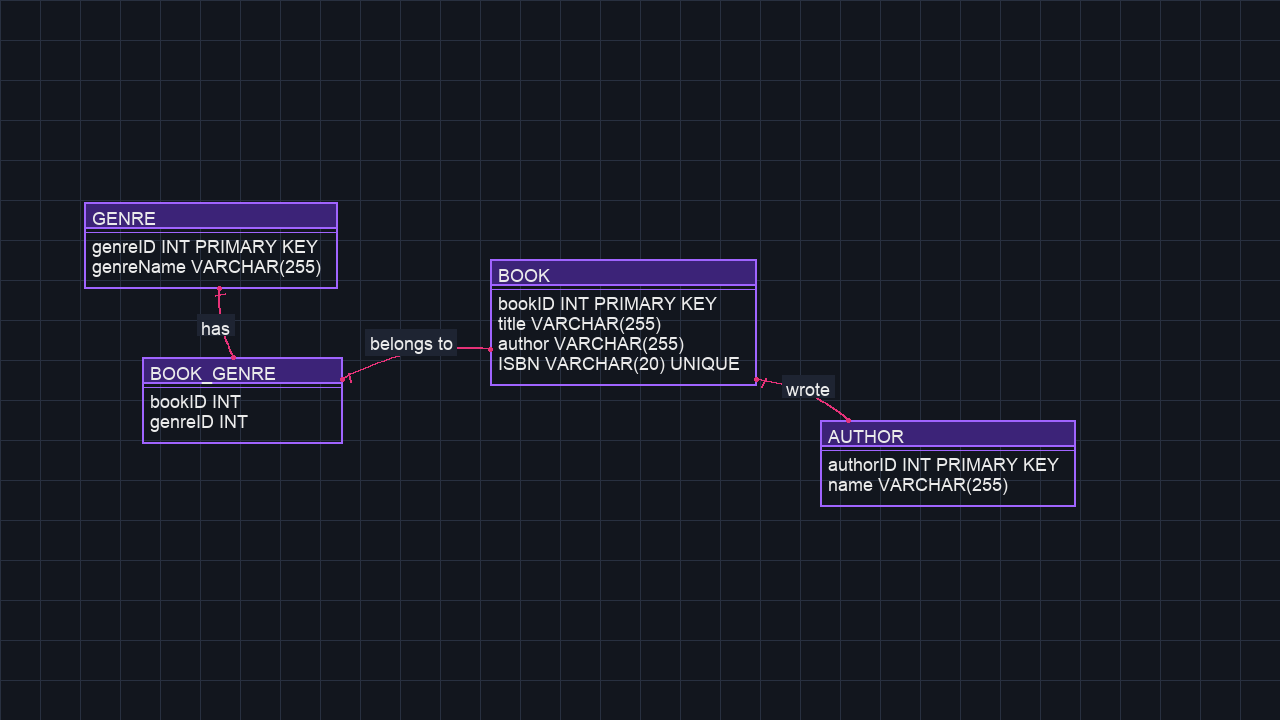 GENRE
genreID INT PRIMARY KEY
genreName VARCHAR(255)
has
BOOK_GENRE
bookID INT
genreID INT
belongs to
BOOK
bookID INT PRIMARY KEY
title VARCHAR(255)
author VARCHAR(255)
ISBN VARCHAR(20) UNIQUE
wrote
AUTHOR
authorID INT PRIMARY KEY
name VARCHAR(255)